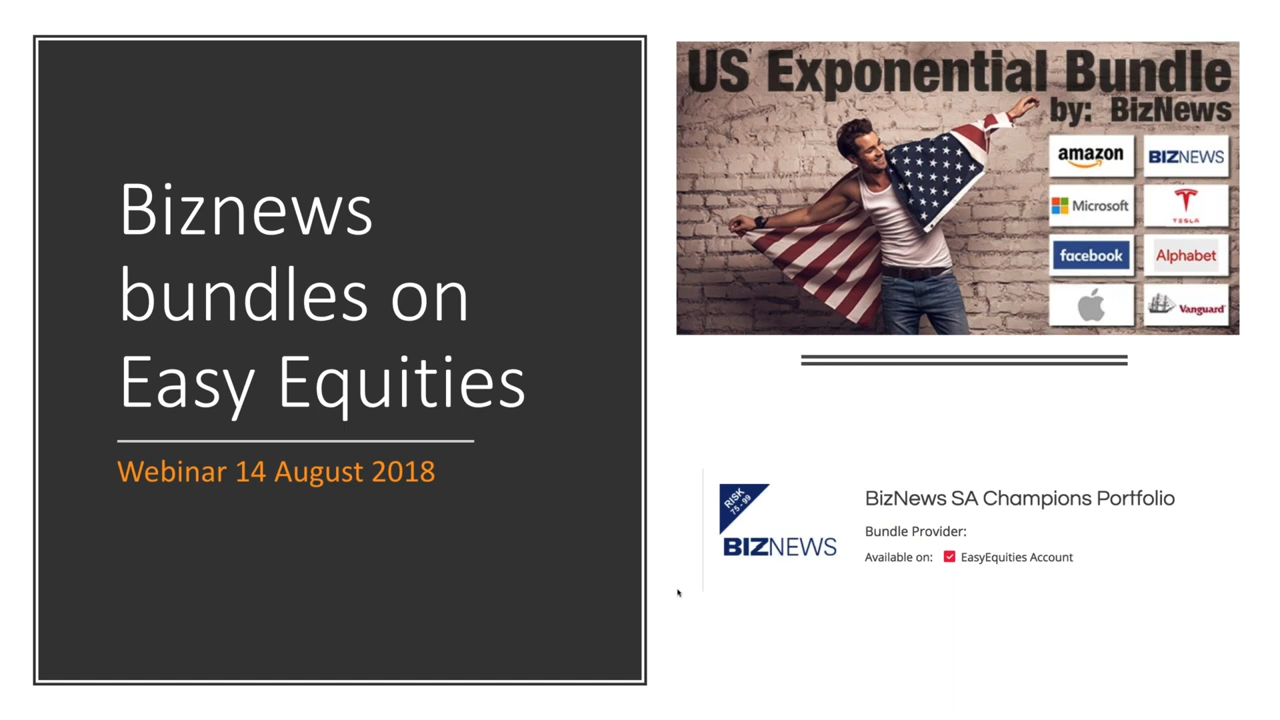 Biznews
bundles on
Easy Equities
Webinar 14 August 2018
US Exponential Bundle
by: BizNews
amazon
BIZNEWS
Microsoft
TESLA
facebook
Alphabet
Vanguard
RISK
75 - 99
BIZNEWS
BizNews SA Champions Portfolio
Bundle Provider:
Available on: EasyEquities Account